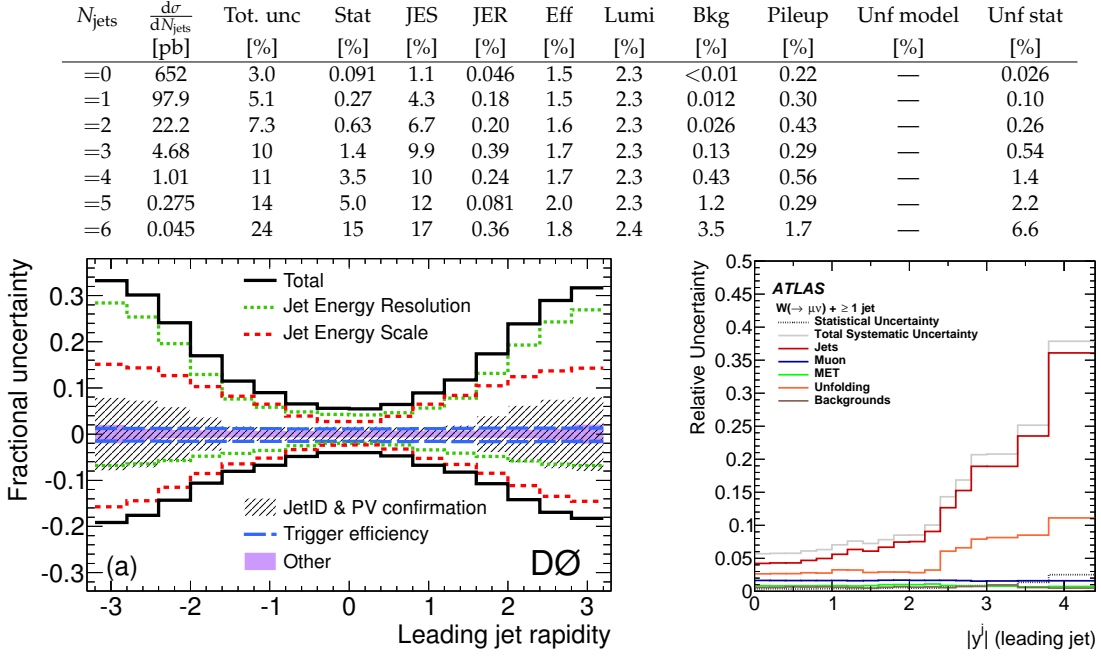 N_jets dσ/dN_jets Tot. unc Stat JES JER Eff Lumi Bkg Pileup Unf model Unf stat
[pb] [%] [%] [%] [%] [%] [%] [%] [%] [%] [%]
=0 652 3.0 0.091 1.1 0.046 1.5 2.3 <0.01 0.22 — 0.026
=1 97.9 5.1 0.27 4.3 0.18 1.5 2.3 0.012 0.30 — 0.10
=2 22.2 7.3 0.63 6.7 0.20 1.6 2.3 0.026 0.43 — 0.26
=3 4.68 10 1.4 9.9 0.39 1.7 2.3 0.13 0.29 — 0.54
=4 1.01 11 3.5 10 0.24 1.7 2.3 0.43 0.56 — 1.4
=5 0.275 14 5.0 12 0.081 2.0 2.3 1.2 0.29 — 2.2
=6 0.045 24 15 17 0.36 1.8 2.4 3.5 1.7 — 6.6
Fractional uncertainty
0.3
0.2
0.1
0
-0.1
-0.2
-0.3
Total
Jet Energy Resolution
Jet Energy Scale
JetID & PV confirmation
Trigger efficiency
Other
(a)
DØ
-3 -2 -1 0 1 2 3
Leading jet rapidity
Relative Uncertainty
0.5
0.45
0.4
0.35
0.3
0.25
0.2
0.15
0.1
0.05
0
ATLAS
W(→ μν) + ≥ 1 jet
Statistical Uncertainty
Total Systematic Uncertainty
Jets
Muon
MET
Unfolding
Backgrounds
0 1 2 3 4
|y^j| (leading jet)